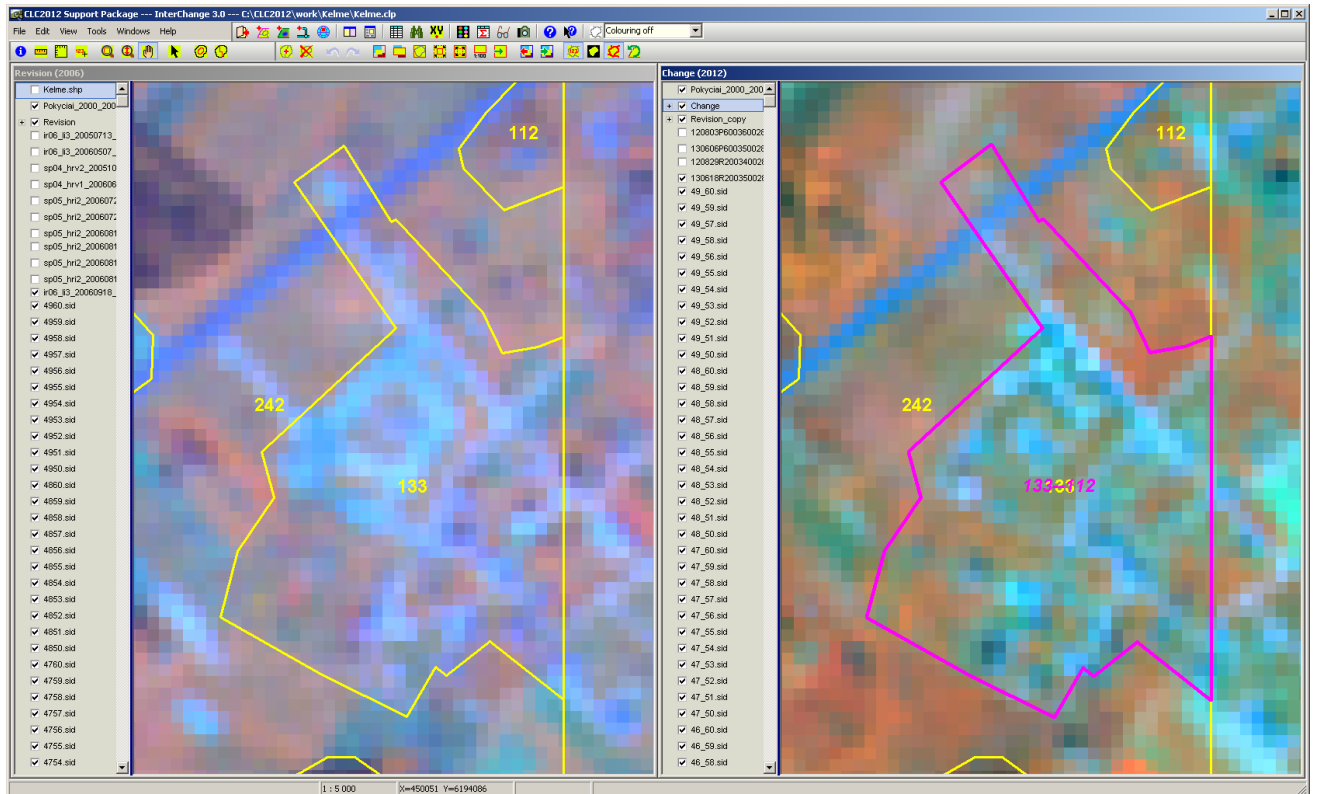 CLC2012 Support Package --- InterChange 3.0 --- C:\CLC2012\work\Kelme\Kelme.clp
File Edit View Tools Windows Help
Colouring off
Revision (2006)
Kelme.shp
Pokyciai_2000_200
Revision
ir06_li3_20050713_
ir06_li3_20060507_
sp04_hrv2_200510
sp04_hrv1_200606
sp05_hri2_2006072
sp05_hri2_2006072
sp05_hri2_2006081
sp05_hri2_2006081
sp05_hri2_2006081
sp05_hri2_2006081
ir06_li3_20060918_
4960.sid
4959.sid
4958.sid
4957.sid
4956.sid
4955.sid
4954.sid
4953.sid
4952.sid
4951.sid
4950.sid
4860.sid
4859.sid
4858.sid
4857.sid
4856.sid
4855.sid
4854.sid
4853.sid
4852.sid
4851.sid
4850.sid
4760.sid
4759.sid
4758.sid
4757.sid
4756.sid
4755.sid
4754.sid
112
242
133
Change (2012)
Pokyciai_2000_200
Change
Revision_copy
120803P600360026
130606P600350026
120829R200340020
130618R200350020
49_60.sid
49_59.sid
49_57.sid
49_58.sid
49_56.sid
49_55.sid
49_54.sid
49_53.sid
49_52.sid
49_51.sid
49_50.sid
48_60.sid
48_59.sid
48_58.sid
48_57.sid
48_56.sid
48_55.sid
48_54.sid
48_53.sid
48_52.sid
48_51.sid
48_50.sid
47_60.sid
47_59.sid
47_58.sid
47_57.sid
47_56.sid
47_55.sid
47_54.sid
47_53.sid
47_52.sid
47_51.sid
47_50.sid
46_60.sid
46_59.sid
46_58.sid
112
242
133-112
1 : 5 000
X=450051 Y=6194086